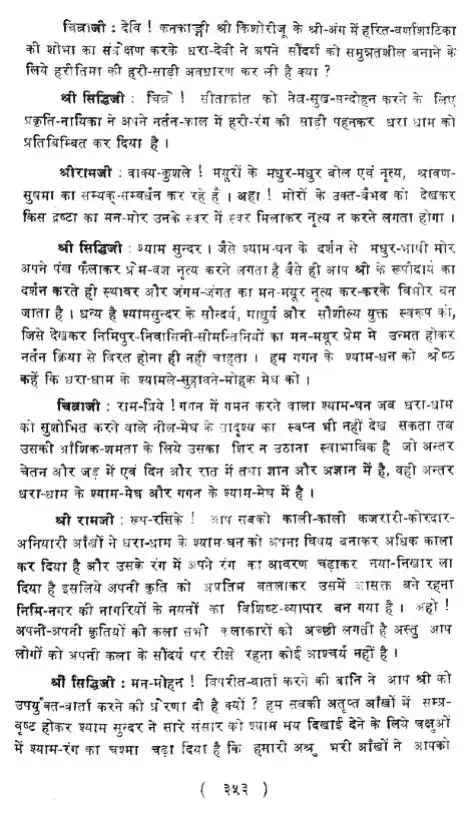 चित्राजी : देवि ! कनकाङ्गी श्री किशोरीजू के श्री-अंग में हरित-वर्णाशाटिका
की शोभा का संप्रेक्षण करके धरा-देवी ने अपने सौंदर्य को समुन्नतशील बनाने के
लिये हरीतिमा की हरी-साड़ी अवधारण कर ली है क्या ?
श्री सिद्धिजी : चित्रे ! सीताकांत को नेत्र-सुख-सन्दोहन करने के लिए
प्रकृति-नायिका ने अपने नर्तन-काल में हरी-रंग की साड़ी पहनकर धरा धाम को
प्रतिबिम्बित कर दिया है ।
श्रीरामजी : वाक्य-कुशले ! मयूरों के मधुर-मधुर बोल एवं नृत्य, श्रावण-
सुषमा का सम्यक्-सम्वर्धन कर रहे हैं । अहा ! मोरों के उक्त-वैभव को देखकर
किस द्रष्टा का मन-मोर उनके स्वर में स्वर मिलाकर नृत्य न करने लगता होगा ।
श्री सिद्धिजी : श्याम सुन्दर । जैसे श्याम-घन के दर्शन से मधुर-भाषी मोर
अपने पंख फैलाकर प्रेम-वश नृत्य करने लगता है वैसे ही आप श्री के रूपौदार्य का
दर्शन करते ही स्थावर और जंगम-जंगत का मन-मयूर नृत्य कर-करके विभोर बन
जाता है । धन्य है श्यामसुन्दर के सौन्दर्य, माधुर्य और सौशील्य युक्त स्वरूप को,
जिसे देखकर निमिपुर-निवासिनी-सीमन्तिनियों का मन-मयूर प्रेम मे उन्मत होकर
नर्तन क्रिया से विरत होना ही नहीं चाहता । हम गगन के श्याम-धन को श्रेष्ठ
कहें कि धरा-धाम के श्यामले-सुहावने-मोहक मेघ को ।
चित्राजी : राम-प्रिये ! गगन में गमन करने वाला श्याम-घन जब धरा-धाम
को सुशोभित करने वाले नील-मेघ के सादृश्य का स्वप्न भी नहीं देख सकता तब
उसकी आँशिक-क्षमता के लिये उसका शिर न उठाना स्वाभाविक है जो अन्तर
चेतन और जड़ में एवं दिन और रात में तथा ज्ञान और अज्ञान में है, वही अन्तर
धरा-धाम के श्याम-मेघ और गगन के श्याम-मेघ में है ।
श्री रामजी : रूप-रसिके ! आप सबको काली-काली कजरारी-कोरदार-
अनियारी आँखों ने धरा-धाम के श्याम-घन को अपना विषय बनाकर अधिक काला
कर दिया है और उसके रंग में अपने रंग का आवरण चढ़ाकर नया-निखार ला
दिया है इसलिये अपनी कृति को अप्रतिम बतलाकर उसमें आसक्त बने रहना
निमि-नगर की नागरियों के नयनों का विशिष्ट-व्यापार बन गया है । अहो !
अपनी-अपनी कृतियों की कला सभी कलाकारों को अच्छी लगती है अस्तु आप
लोगों को अपनी कला के सौंदर्य पर रीझे रहना कोई आश्चर्य नहीं है ।
श्री सिद्धिजी : मन-मोहन ! विपरीत-वार्ता करने की बानि ने आप श्री को
उपर्युक्त-वार्ता करने की प्रेरणा दी है क्यों ? हम सबकी अतृप्त आँखों में सम्प्र-
वृष्ट होकर श्याम सुन्दर ने सारे संसार को श्याम मय दिखाई देने के लिये चक्षुओं
में श्याम-रंग का चश्मा चढ़ा दिया है कि हमारी अश्रु भरी आँखों ने आपको
( ३५३ )